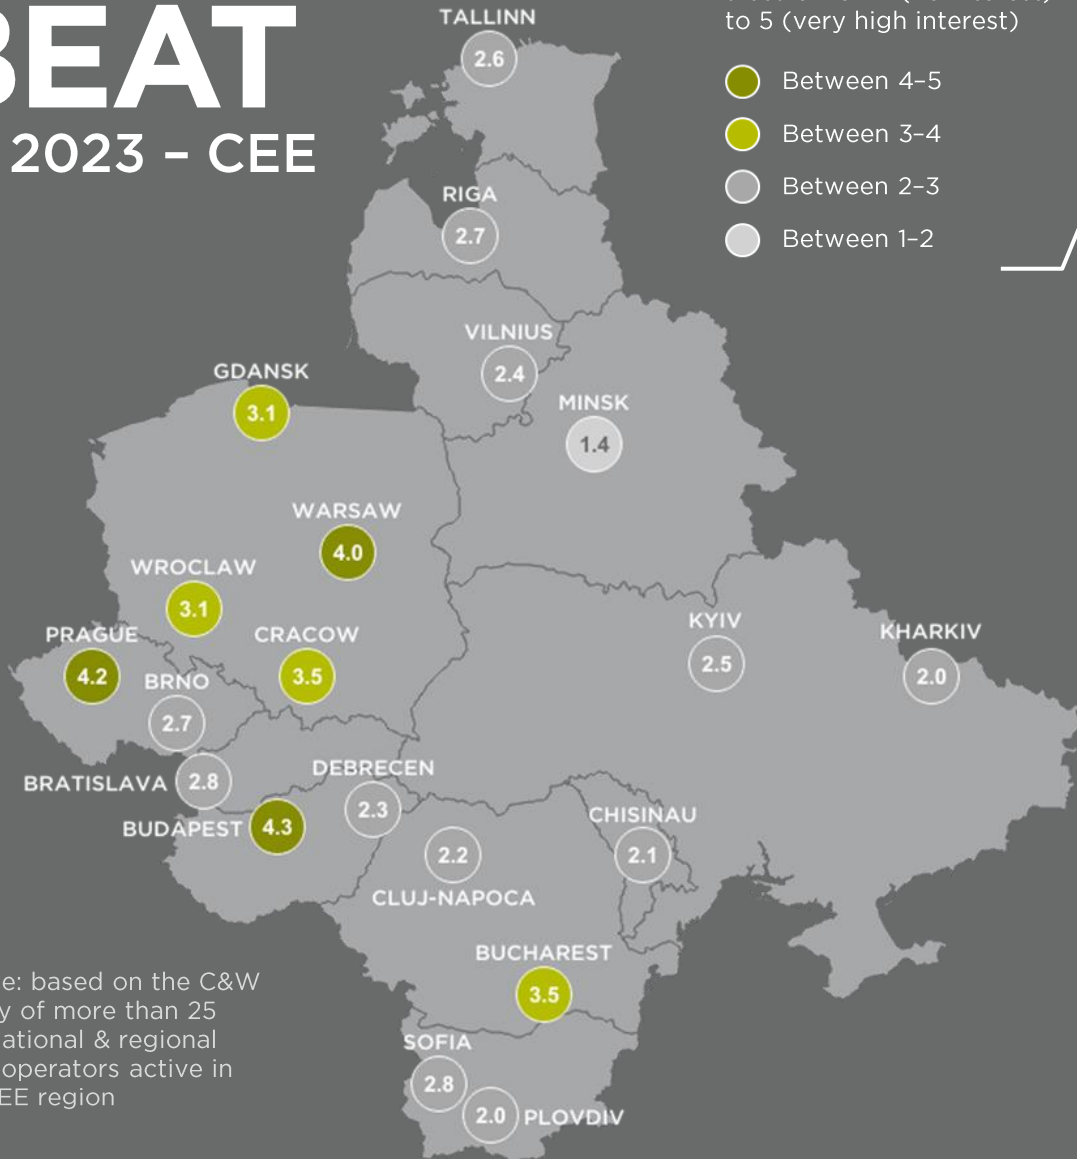 BEAT
2023 – CEE
to 5 (very high interest)
Between 4–5
Between 3–4
Between 2–3
Between 1–2
TALLINN
2.6
RIGA
2.7
VILNIUS
2.4
GDANSK
3.1
MINSK
1.4
WARSAW
4.0
WROCLAW
3.1
PRAGUE
4.2
CRACOW
3.5
KYIV
2.5
KHARKIV
2.0
BRNO
2.7
BRATISLAVA
2.8
DEBRECEN
2.3
BUDAPEST
4.3
CHISINAU
2.1
2.2
CLUJ-NAPOCA
BUCHAREST
3.5
SOFIA
2.8
2.0
PLOVDIV
e: based on the C&W
y of more than 25
ational & regional
operators active in
EE region